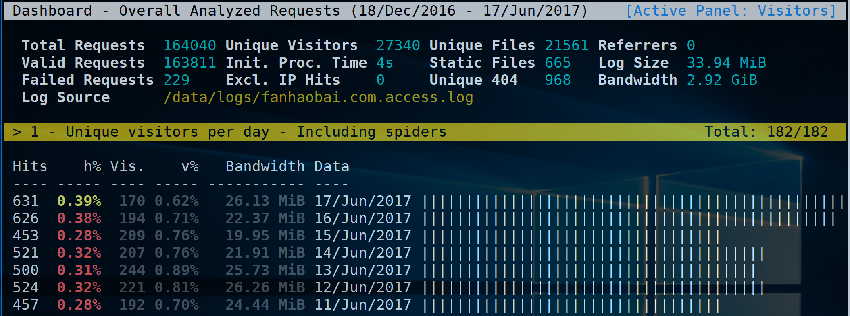 Dashboard - Overall Analyzed Requests (18/Dec/2016 - 17/Jun/2017) [Active Panel: Visitors]
Total Requests 164040 Unique Visitors 27340 Unique Files 21561 Referrers 0
Valid Requests 163811 Init. Proc. Time 4s Static Files 665 Log Size 33.94 MiB
Failed Requests 229 Excl. IP Hits 0 Unique 404 968 Bandwidth 2.92 GiB
Log Source /data/logs/fanhaobai.com.access.log
> 1 - Unique visitors per day - Including spiders Total: 182/182
Hits h% Vis. v% Bandwidth Data
---- ----- ---- ----- ----------- ----
631 0.39% 170 0.62% 26.13 MiB 17/Jun/2017
626 0.38% 194 0.71% 22.37 MiB 16/Jun/2017
453 0.28% 209 0.76% 19.95 MiB 15/Jun/2017
521 0.32% 207 0.76% 21.91 MiB 14/Jun/2017
500 0.31% 244 0.89% 25.73 MiB 13/Jun/2017
524 0.32% 221 0.81% 26.26 MiB 12/Jun/2017
457 0.28% 192 0.70% 24.44 MiB 11/Jun/2017